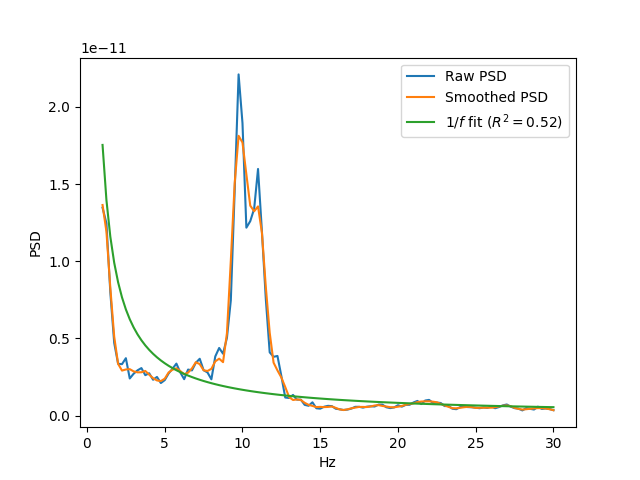 1e−11
Raw PSD
Smoothed PSD
1/f fit (R² = 0.52)
2.0
1.5
1.0
0.5
0.0
PSD
0 5 10 15 20 25 30
Hz